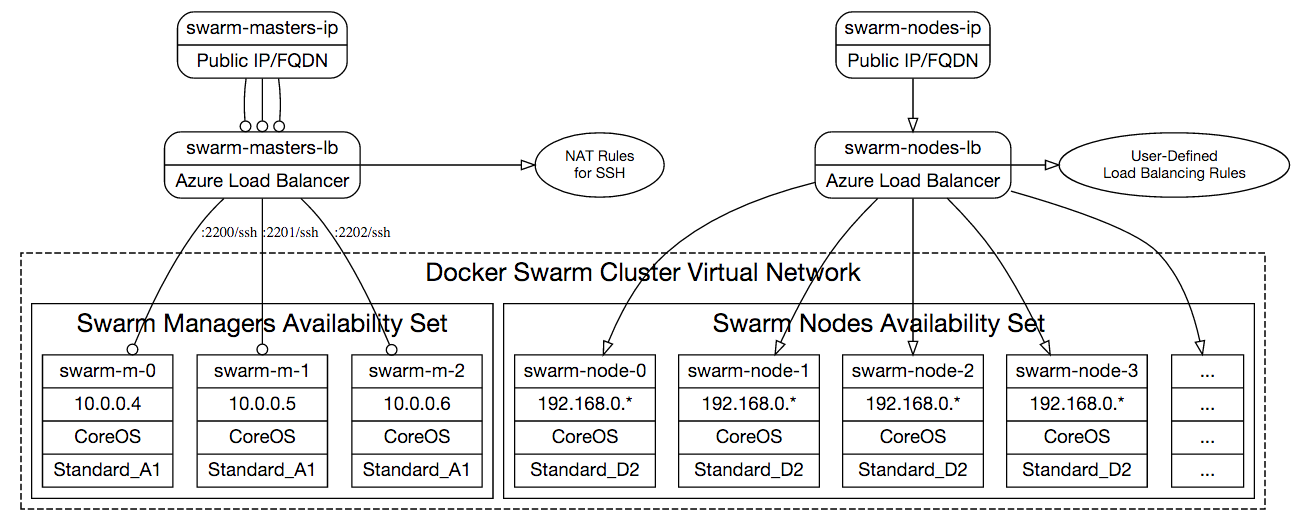 swarm-masters-ip
Public IP/FQDN
swarm-nodes-ip
Public IP/FQDN
swarm-masters-lb
Azure Load Balancer
NAT Rules
for SSH
swarm-nodes-lb
Azure Load Balancer
User-Defined
Load Balancing Rules
:2200/ssh
:2201/ssh
:2202/ssh
Docker Swarm Cluster Virtual Network
Swarm Managers Availability Set
swarm-m-0
10.0.0.4
CoreOS
Standard_A1
swarm-m-1
10.0.0.5
CoreOS
Standard_A1
swarm-m-2
10.0.0.6
CoreOS
Standard_A1
Swarm Nodes Availability Set
swarm-node-0
192.168.0.*
CoreOS
Standard_D2
swarm-node-1
192.168.0.*
CoreOS
Standard_D2
swarm-node-2
192.168.0.*
CoreOS
Standard_D2
swarm-node-3
192.168.0.*
CoreOS
Standard_D2
...
...
...
...